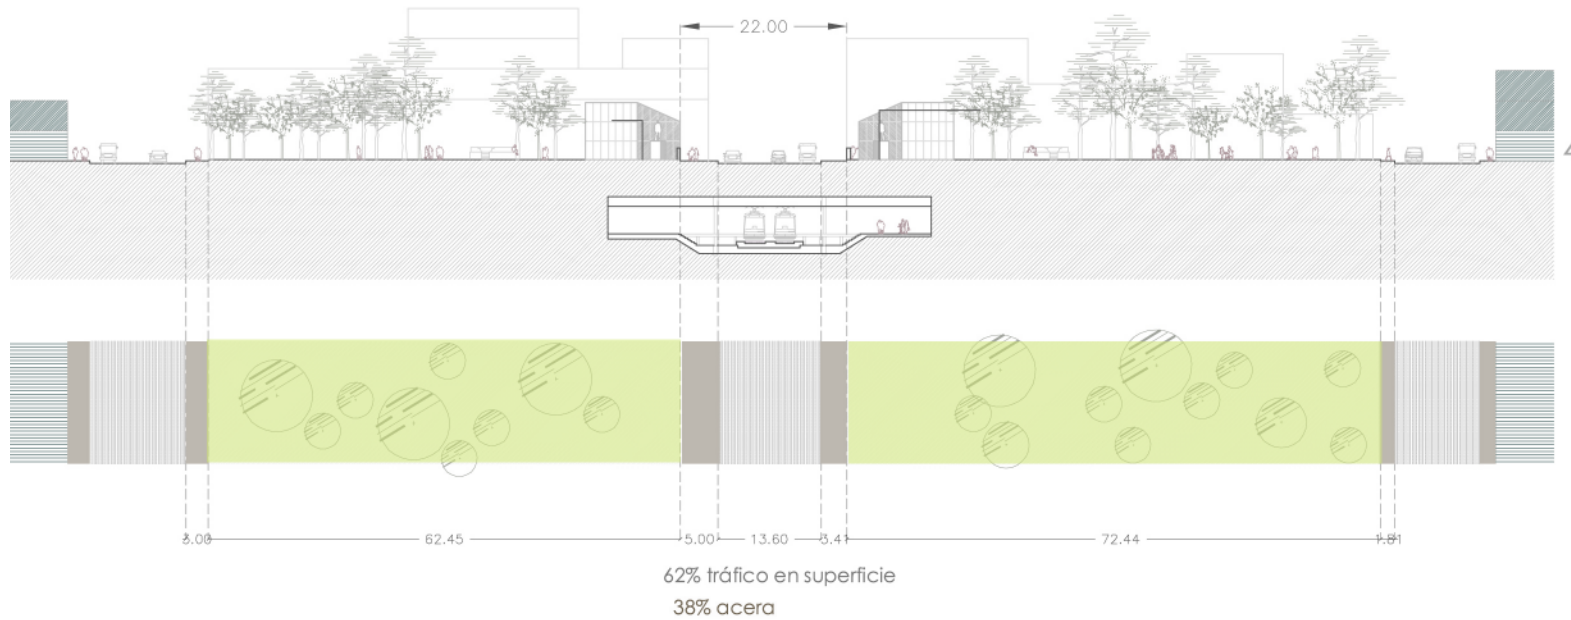 22.00
3.00 62.45 5.00 13.60 3.41 72.44 1.81
62% tráfico en superficie
38% acera